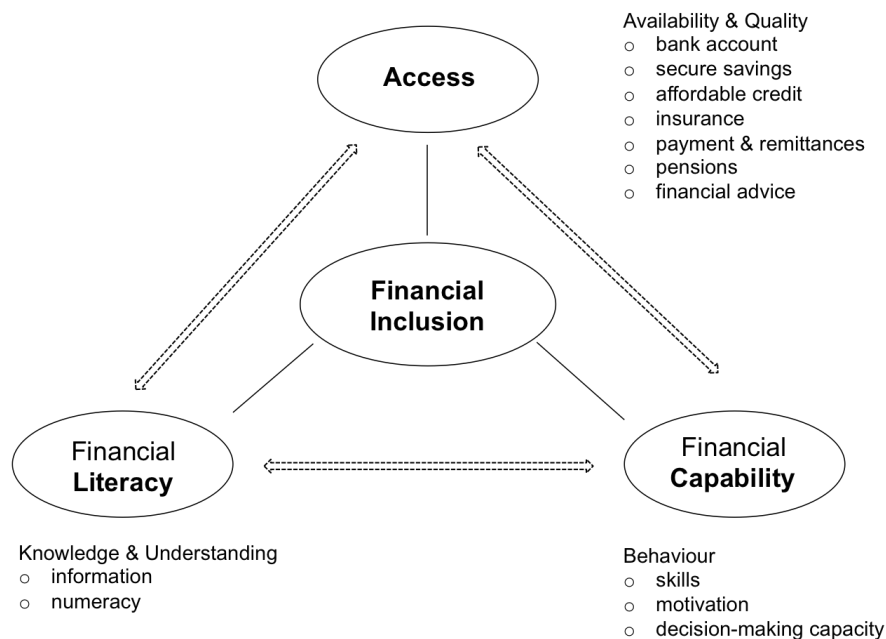 Availability & Quality
○ bank account
○ secure savings
○ affordable credit
○ insurance
○ payment & remittances
○ pensions
○ financial advice
Access
Financial
Inclusion
Financial
Literacy
Financial
Capability
Knowledge & Understanding
○ information
○ numeracy
Behaviour
○ skills
○ motivation
○ decision-making capacity